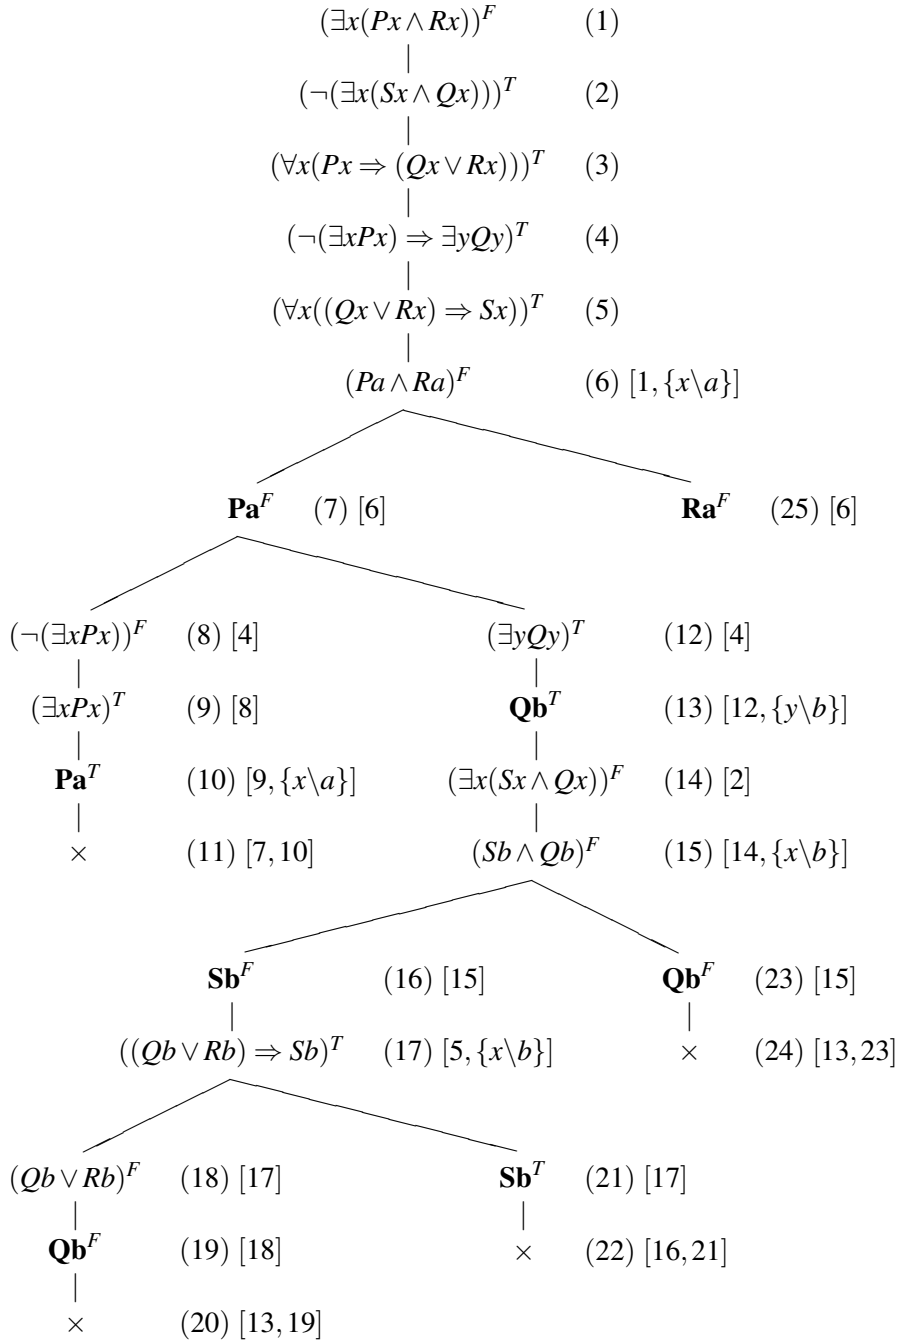 (∃x(Px ∧ Rx))^F (1)
(¬(∃x(Sx ∧ Qx)))^T (2)
(∀x(Px ⇒ (Qx ∨ Rx)))^T (3)
(¬(∃xPx) ⇒ ∃yQy)^T (4)
(∀x((Qx ∨ Rx) ⇒ Sx))^T (5)
(Pa ∧ Ra)^F (6) [1,{x\a}]
Pa^F (7) [6] Ra^F (25) [6]
(¬(∃xPx))^F (8) [4] (∃yQy)^T (12) [4]
(∃xPx)^T (9) [8] Qb^T (13) [12,{y\b}]
Pa^T (10) [9,{x\a}] (∃x(Sx ∧ Qx))^F (14) [2]
× (11) [7,10] (Sb ∧ Qb)^F (15) [14,{x\b}]
Sb^F (16) [15] Qb^F (23) [15]
((Qb ∨ Rb) ⇒ Sb)^T (17) [5,{x\b}] × (24) [13,23]
(Qb ∨ Rb)^F (18) [17] Sb^T (21) [17]
Qb^F (19) [18] × (22) [16,21]
× (20) [13,19]